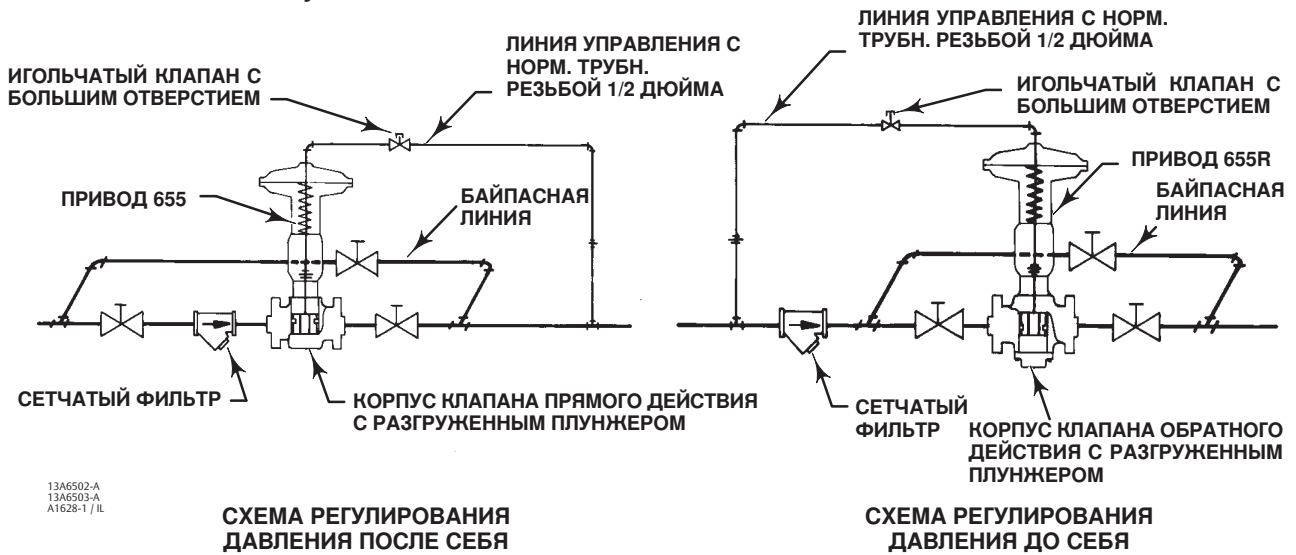 ИГОЛЬЧАТЫЙ КЛАПАН С
БОЛЬШИМ ОТВЕРСТИЕМ
ЛИНИЯ УПРАВЛЕНИЯ С
НОРМ. ТРУБН.
РЕЗЬБОЙ 1/2 ДЮЙМА
ПРИВОД 655
БАЙПАСНАЯ
ЛИНИЯ
СЕТЧАТЫЙ ФИЛЬТР
КОРПУС КЛАПАНА ПРЯМОГО ДЕЙСТВИЯ
С РАЗГРУЖЕННЫМ ПЛУНЖЕРОМ
13A6502-A
13A6503-A
A1628-1 / IL
СХЕМА РЕГУЛИРОВАНИЯ
ДАВЛЕНИЯ ПОСЛЕ СЕБЯ
ЛИНИЯ УПРАВЛЕНИЯ С НОРМ.
ТРУБН. РЕЗЬБОЙ 1/2 ДЮЙМА
ИГОЛЬЧАТЫЙ КЛАПАН С
БОЛЬШИМ ОТВЕРСТИЕМ
ПРИВОД 655R
БАЙПАСНАЯ
ЛИНИЯ
СЕТЧАТЫЙ
ФИЛЬТР
КОРПУС КЛАПАНА ОБРАТНОГО
ДЕЙСТВИЯ С РАЗГРУЖЕННЫМ
ПЛУНЖЕРОМ
СХЕМА РЕГУЛИРОВАНИЯ
ДАВЛЕНИЯ ДО СЕБЯ